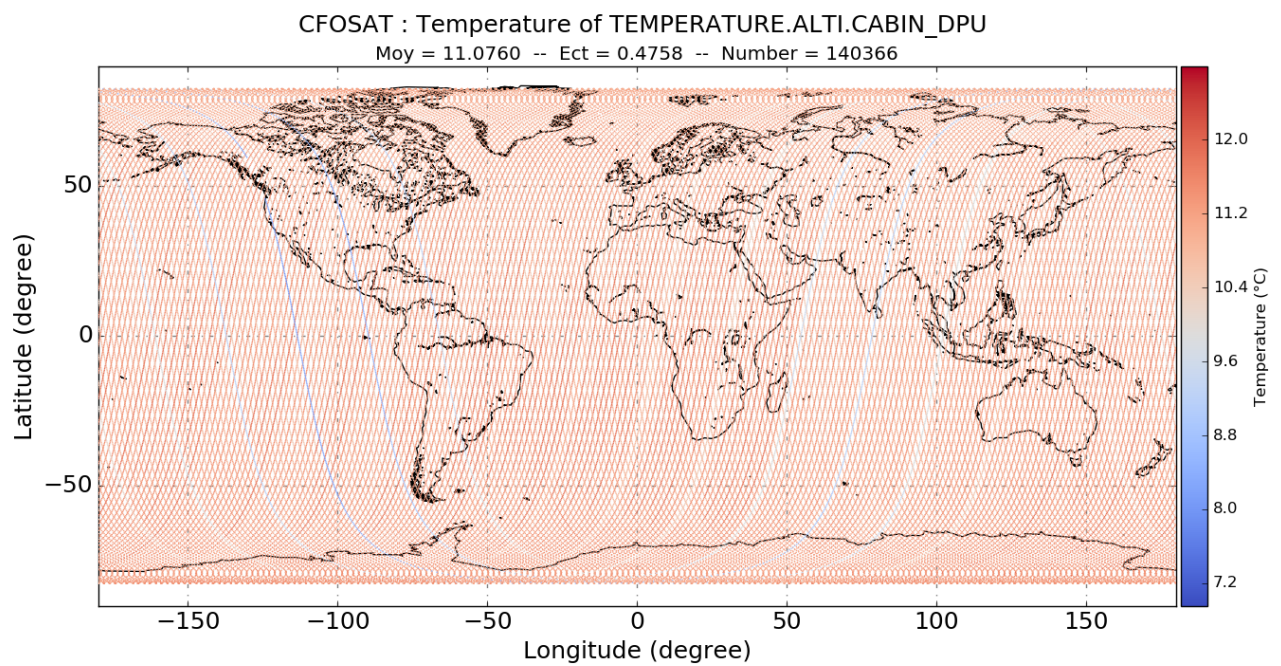 CFOSAT : Temperature of TEMPERATURE.ALTI.CABIN_DPU
Moy = 11.0760 -- Ect = 0.4758 -- Number = 140366
50
0
−50
Latitude (degree)
−150 −100 −50 0 50 100 150
Longitude (degree)
12.0
11.2
10.4
9.6
8.8
8.0
7.2
Temperature (°C)